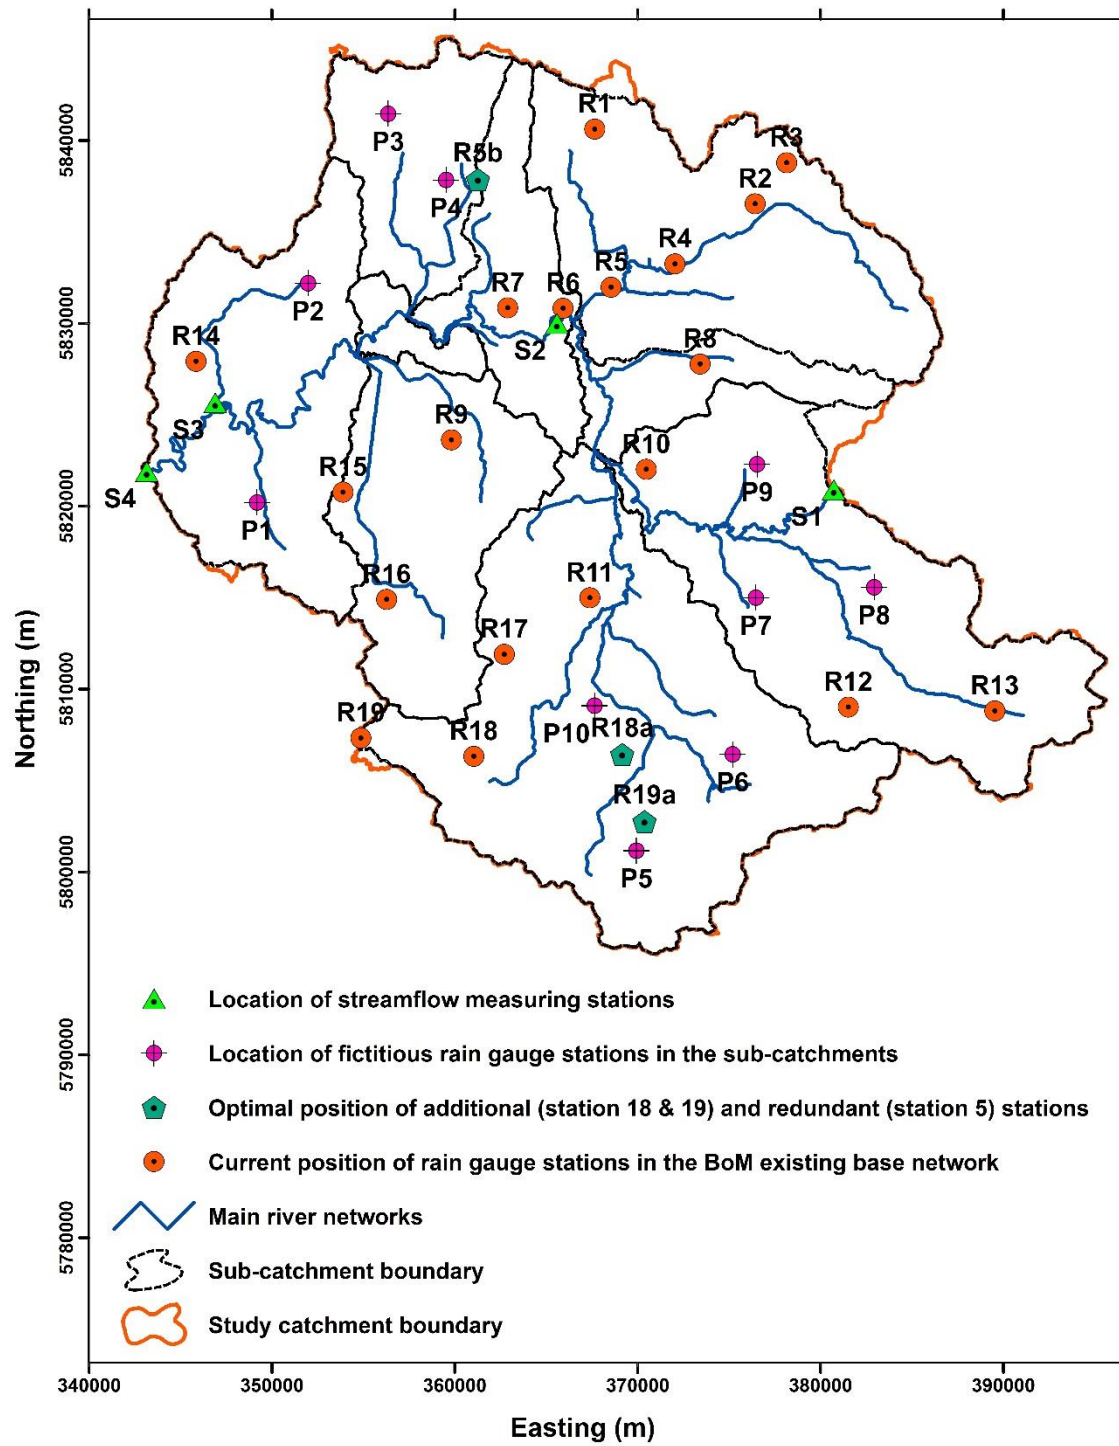 R1
P3
R3
5840000
R5b
R2
P4
R4
R5
R7
R6
P2
5830000
R14
S2
R8
R9
S3
R10
R15
P9
S4
5820000
P1
S1
R16
R11
P7
P8
R17
Northing (m)
5810000
R12
R13
R19
R18
P10
R18a
P6
R19a
5800000
P5
Location of streamflow measuring stations
5790000
Location of fictitious rain gauge stations in the sub-catchments
Optimal position of additional (station 18 & 19) and redundant (station 5) stations
Current position of rain gauge stations in the BoM existing base network
Main river networks
5780000
Sub-catchment boundary
Study catchment boundary
340000 350000 360000 370000 380000 390000
Easting (m)